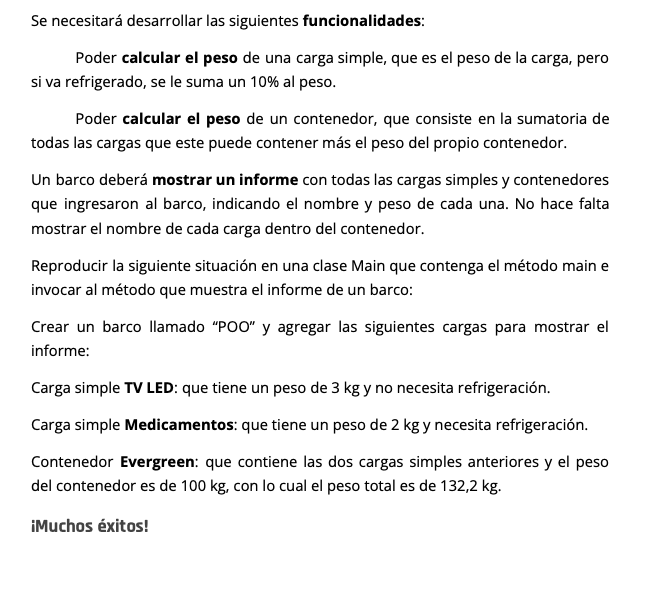 Se necesitará desarrollar las siguientes funcionalidades:
Poder calcular el peso de una carga simple, que es el peso de la carga, pero
si va refrigerado, se le suma un 10% al peso.
Poder calcular el peso de un contenedor, que consiste en la sumatoria de
todas las cargas que este puede contener más el peso del propio contenedor.
Un barco deberá mostrar un informe con todas las cargas simples y contenedores
que ingresaron al barco, indicando el nombre y peso de cada una. No hace falta
mostrar el nombre de cada carga dentro del contenedor.
Reproducir la siguiente situación en una clase Main que contenga el método main e
invocar al método que muestra el informe de un barco:
Crear un barco llamado “POO” y agregar las siguientes cargas para mostrar el
informe:
Carga simple TV LED: que tiene un peso de 3 kg y no necesita refrigeración.
Carga simple Medicamentos: que tiene un peso de 2 kg y necesita refrigeración.
Contenedor Evergreen: que contiene las dos cargas simples anteriores y el peso
del contenedor es de 100 kg, con lo cual el peso total es de 132,2 kg.
¡Muchos éxitos!